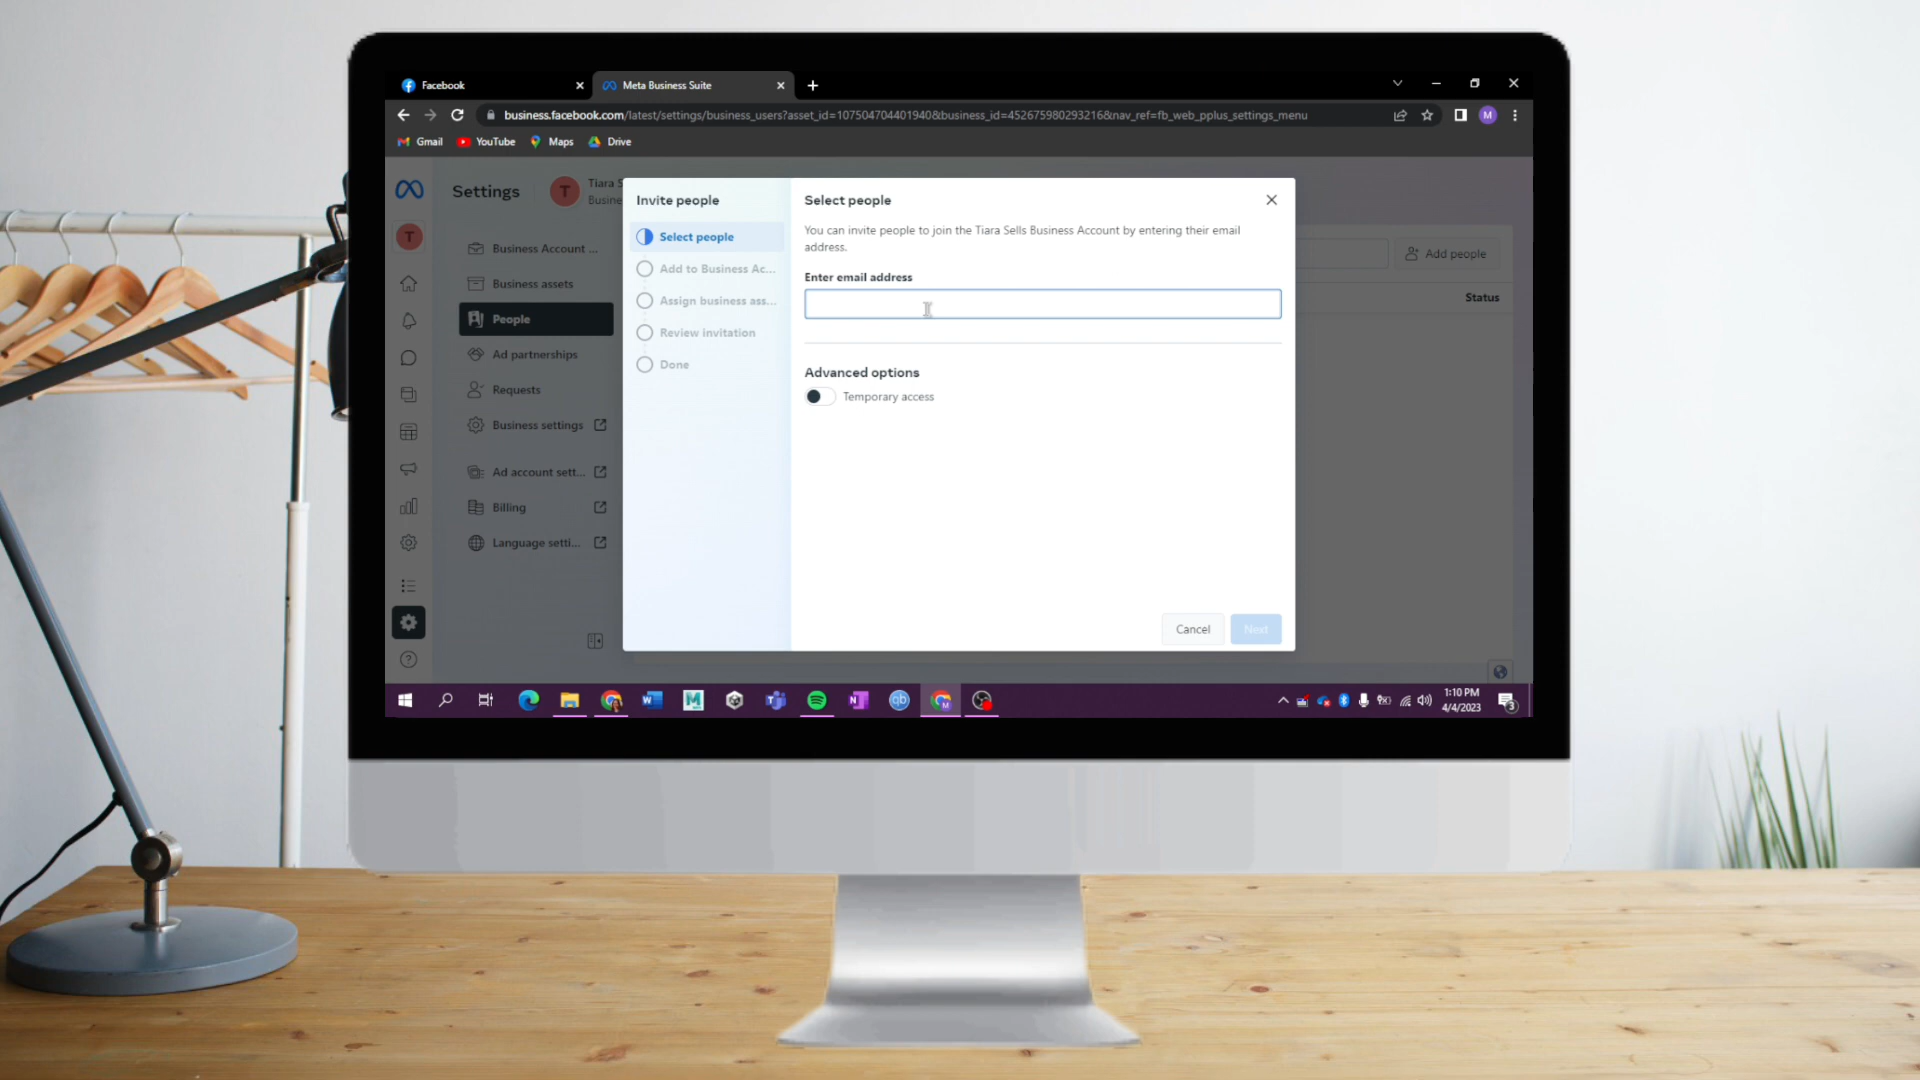 Facebook
Meta Business Suite
business.facebook.com/latest/settings/business_users?asset_id=107504704401940&business_id=452675980293216&nav_ref=fb_web_pplus_settings_menu
M
Gmail
YouTube
Maps
Drive
Settings
T
Tiara S
Busine
T
Business Account ...
Business assets
People
Ad partnerships
Requests
Business settings
Ad account sett...
Billing
Language setti...
Invite people
Select people
Add to Business Ac...
Assign business ass...
Review invitation
Done
Select people
You can invite people to join the Tiara Sells Business Account by entering their email
address.
Enter email address
Advanced options
Temporary access
Cancel
Next
Add people
Status
1:10 PM
4/4/2023
3